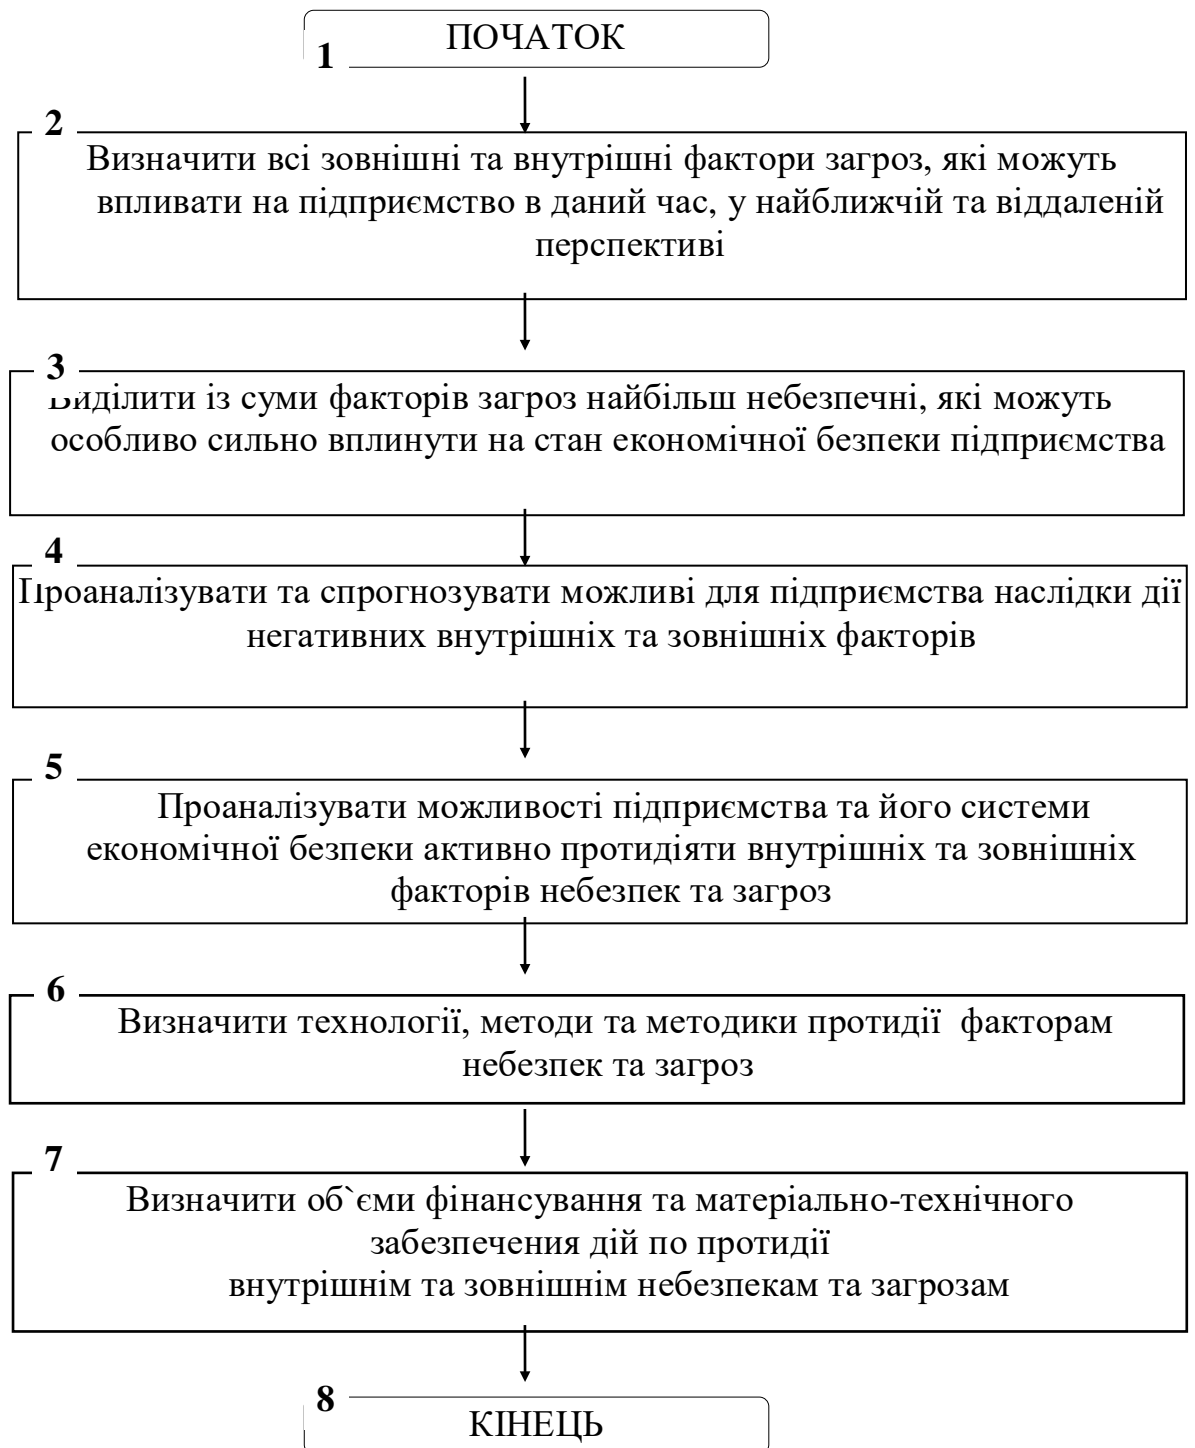 1
ПОЧАТОК
2
Визначити всі зовнішні та внутрішні фактори загроз, які можуть
впливати на підприємство в даний час, у найближчій та віддаленій
перспективі
3
Виділити із суми факторів загроз найбільш небезпечні, які можуть
особливо сильно вплинути на стан економічної безпеки підприємства
4
Проаналізувати та спрогнозувати можливі для підприємства наслідки дії
негативних внутрішніх та зовнішніх факторів
5
Проаналізувати можливості підприємства та його системи
економічної безпеки активно протидіяти внутрішніх та зовнішніх
факторів небезпек та загроз
6
Визначити технології, методи та методики протидії факторам
небезпек та загроз
7
Визначити об`єми фінансування та матеріально-технічного
забезпечення дій по протидії
внутрішнім та зовнішнім небезпекам та загрозам
8
КІНЕЦЬ